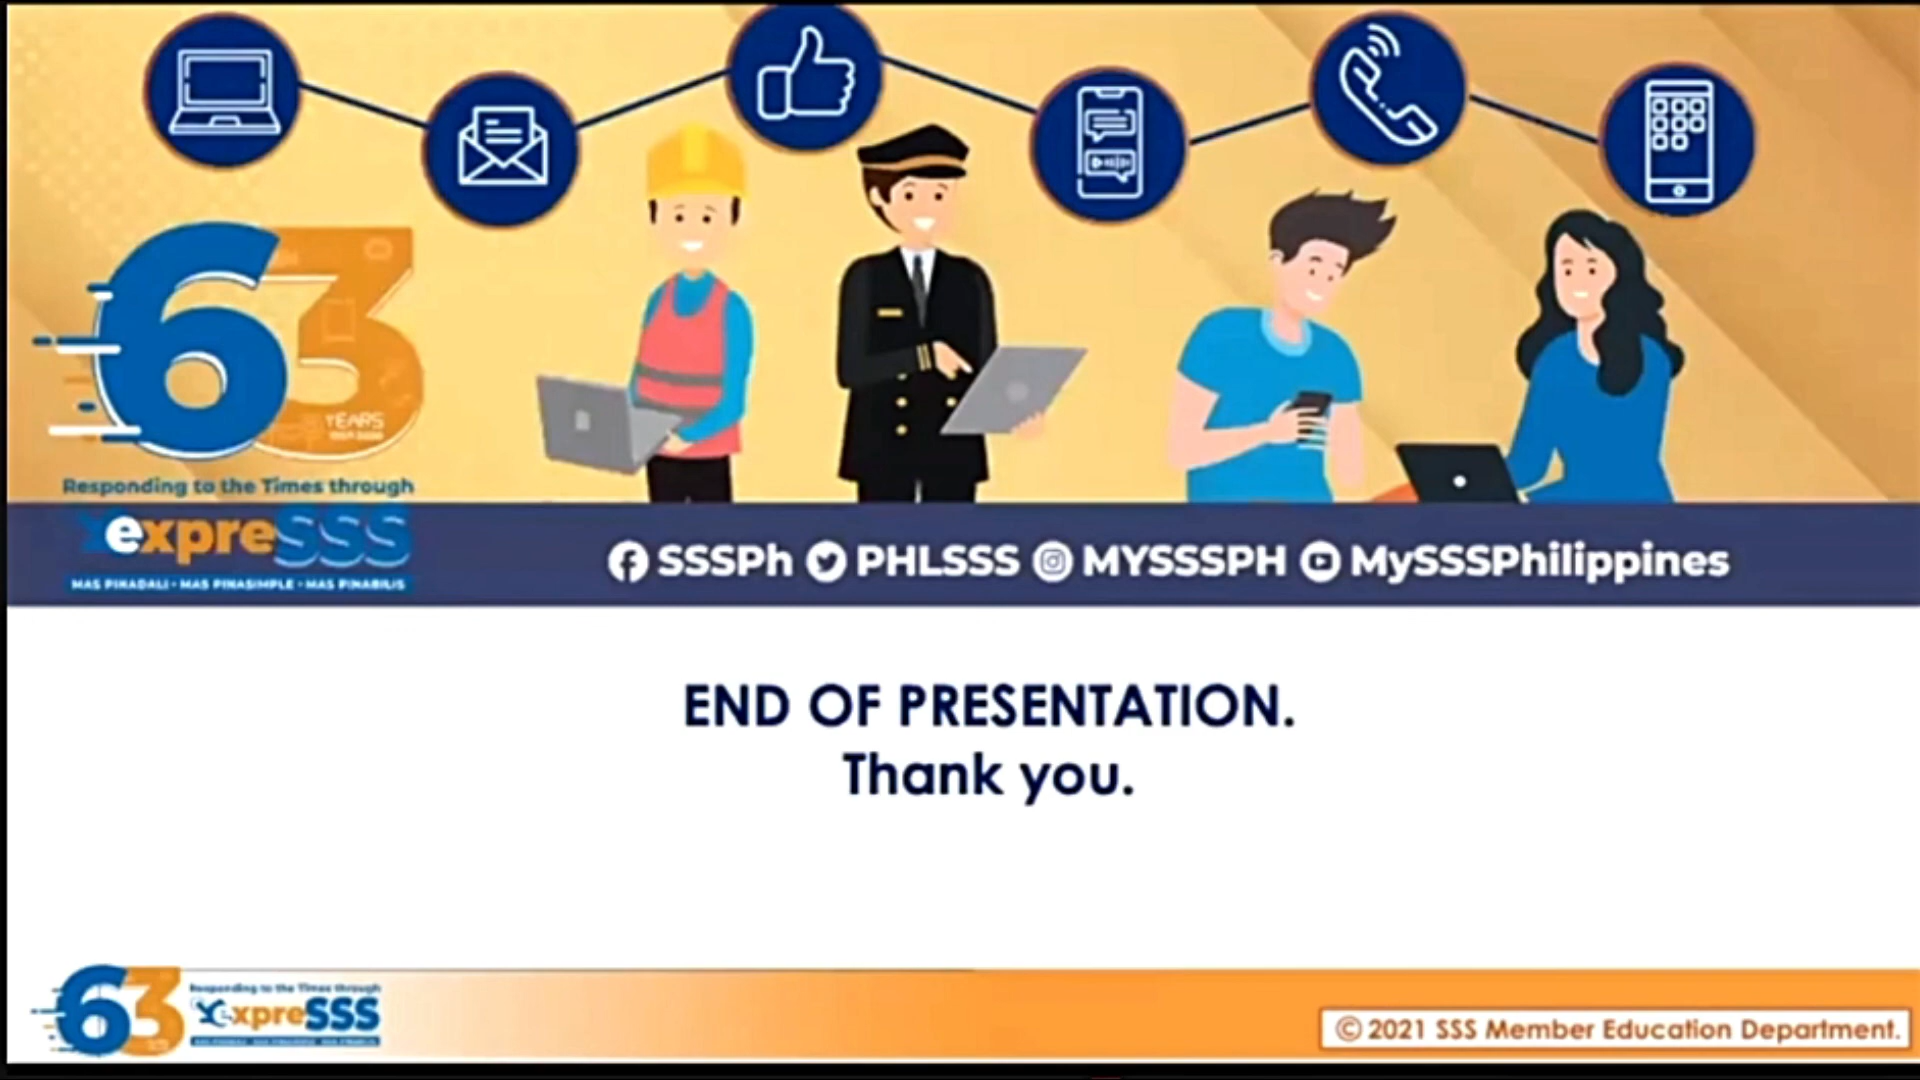 63
YEARS
Responding to the Times through
expreSSS
MAS PINADALI • MAS PINASIMPLE • MAS PINABILIS
SSSPh PHLSSS MYSSSPH MySSSPhilippines
END OF PRESENTATION.
Thank you.
63
Responding to the Times through
expreSSS
© 2021 SSS Member Education Department.